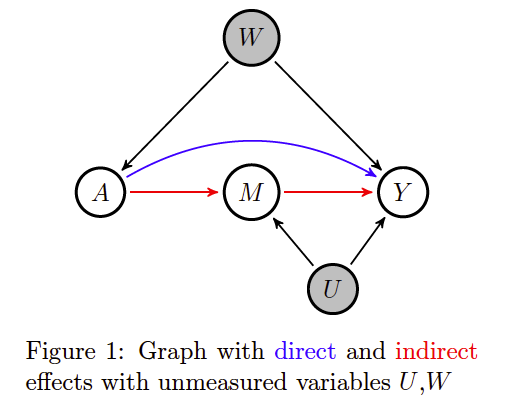 W
A
M
Y
U
Figure 1: Graph with direct and indirect
effects with unmeasured variables U,W